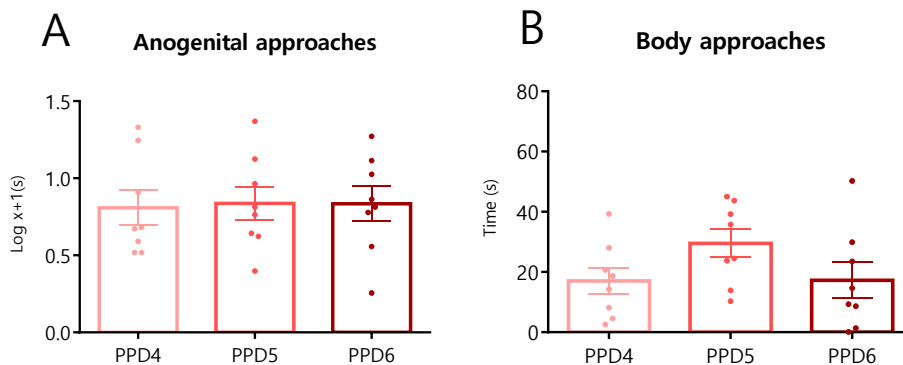 A
Anogenital approaches
Log x+1(s)
1.5
1.0
0.5
0.0
PPD4 PPD5 PPD6
B
Body approaches
Time (s)
80
60
40
20
0
PPD4 PPD5 PPD6